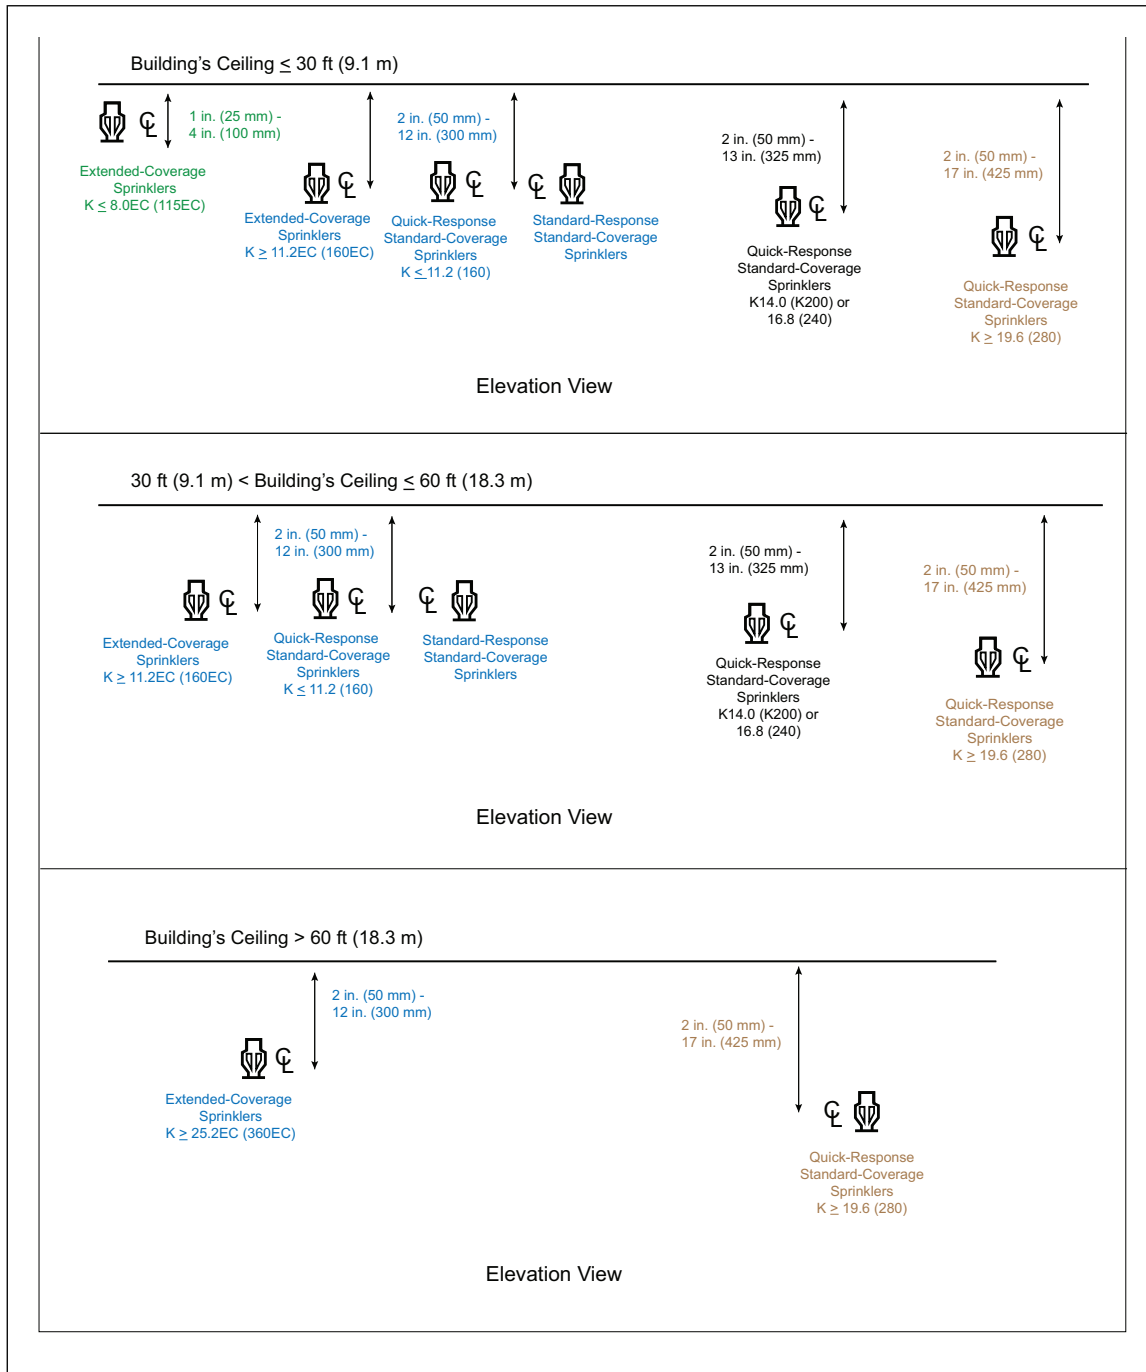 Building's Ceiling ≤ 30 ft (9.1 m)
1 in. (25 mm) -
4 in. (100 mm)
℄
Extended-Coverage
Sprinklers
K ≤ 8.0EC (115EC)
2 in. (50 mm) -
12 in. (300 mm)
℄
Extended-Coverage
Sprinklers
K ≥ 11.2EC (160EC)
℄
Quick-Response
Standard-Coverage
Sprinklers
K ≤ 11.2 (160)
℄
Standard-Response
Standard-Coverage
Sprinklers
2 in. (50 mm) -
13 in. (325 mm)
℄
Quick-Response
Standard-Coverage
Sprinklers
K14.0 (K200) or
16.8 (240)
2 in. (50 mm) -
17 in. (425 mm)
℄
Quick-Response
Standard-Coverage
Sprinklers
K ≥ 19.6 (280)
Elevation View
30 ft (9.1 m) < Building's Ceiling ≤ 60 ft (18.3 m)
2 in. (50 mm) -
12 in. (300 mm)
℄
Extended-Coverage
Sprinklers
K ≥ 11.2EC (160EC)
℄
Quick-Response
Standard-Coverage
Sprinklers
K ≤ 11.2 (160)
℄
Standard-Response
Standard-Coverage
Sprinklers
2 in. (50 mm) -
13 in. (325 mm)
℄
Quick-Response
Standard-Coverage
Sprinklers
K14.0 (K200) or
16.8 (240)
2 in. (50 mm) -
17 in. (425 mm)
℄
Quick-Response
Standard-Coverage
Sprinklers
K ≥ 19.6 (280)
Elevation View
Building's Ceiling > 60 ft (18.3 m)
2 in. (50 mm) -
12 in. (300 mm)
℄
Extended-Coverage
Sprinklers
K ≥ 25.2EC (360EC)
2 in. (50 mm) -
17 in. (425 mm)
℄
Quick-Response
Standard-Coverage
Sprinklers
K ≥ 19.6 (280)
Elevation View